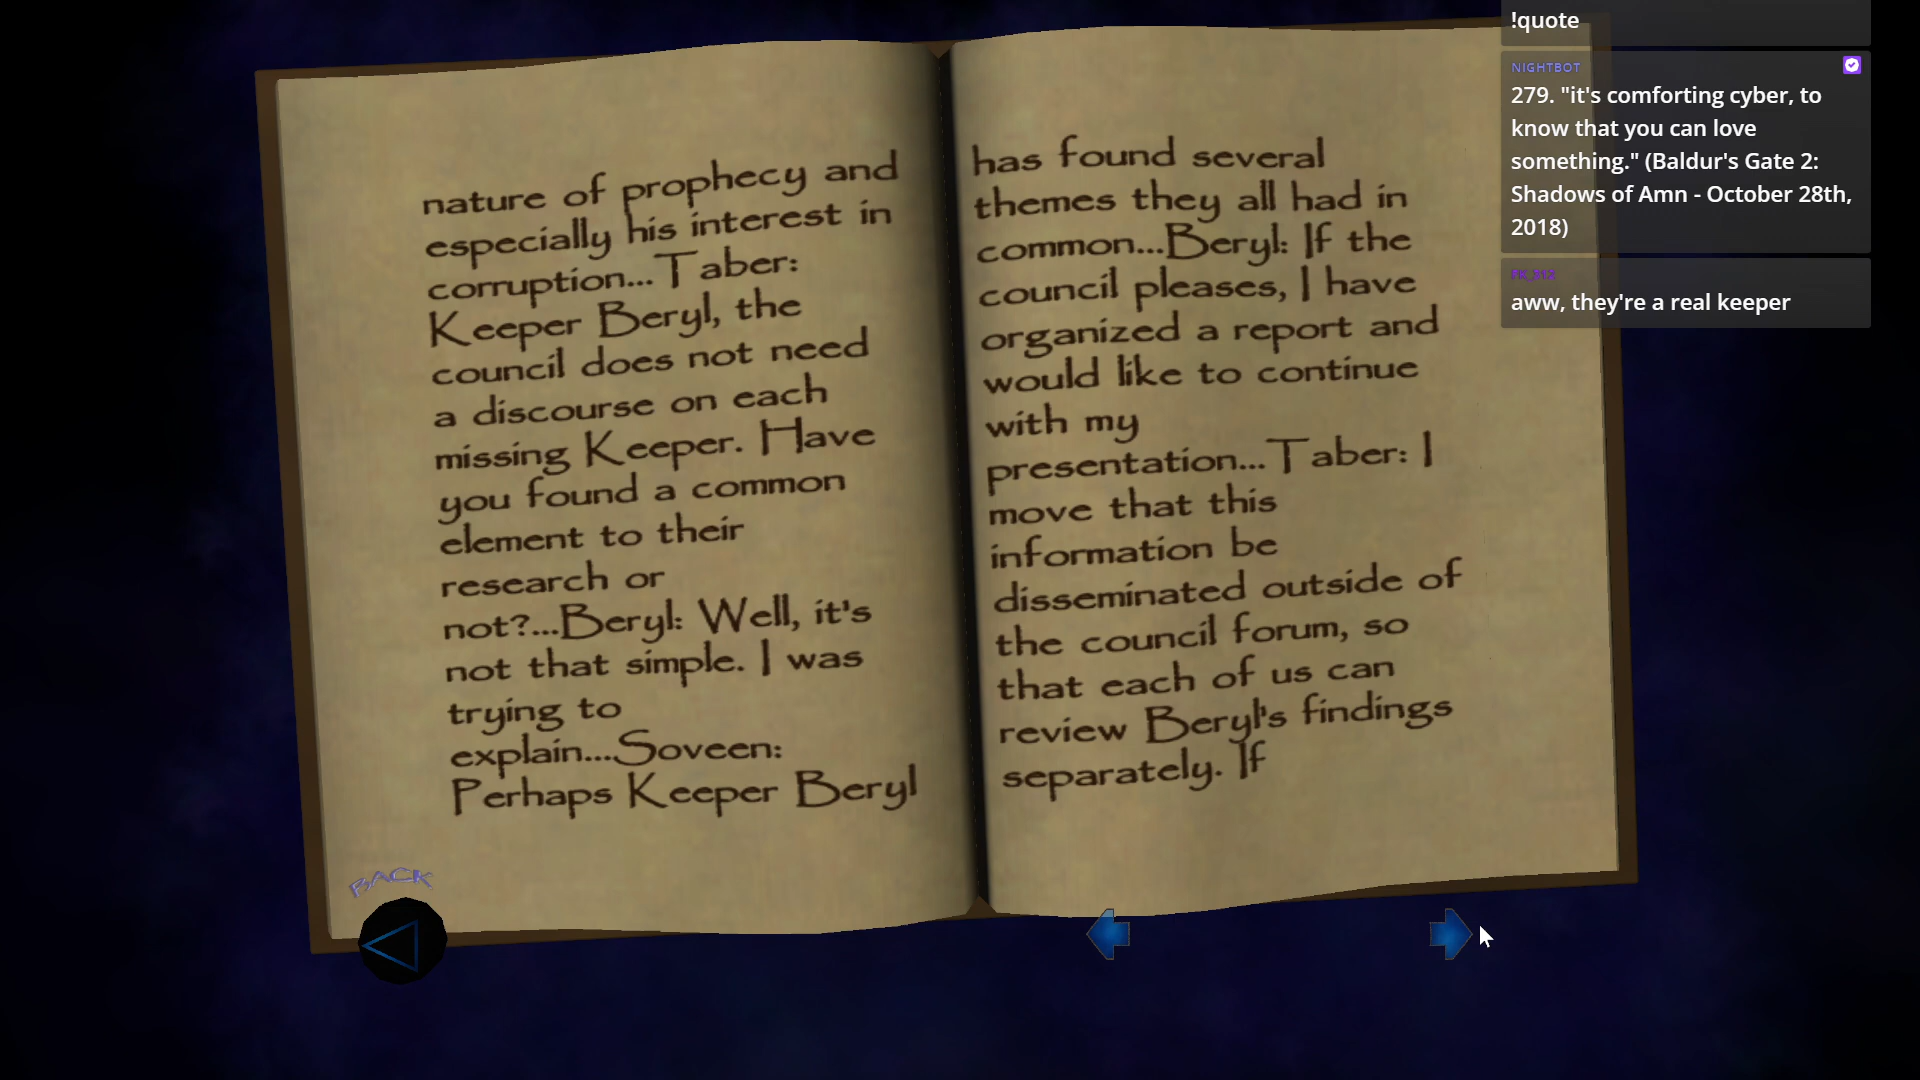 nature of prophecy and
especially his interest in
corruption...Taber:
Keeper Beryl, the
council does not need
a discourse on each
missing Keeper. Have
you found a common
element to their
research or
not?...Beryl: Well, it's
not that simple. I was
trying to
explain...Soveen:
Perhaps Keeper Beryl
has found several
themes they all had in
common...Beryl: If the
council pleases, I have
organized a report and
would like to continue
with my
presentation...Taber: I
move that this
information be
disseminated outside of
the council forum, so
that each of us can
review Beryl's findings
separately. If
BACK
!quote
NIGHTBOT
279. "it's comforting cyber, to
know that you can love
something." (Baldur's Gate 2:
Shadows of Amn - October 28th,
2018)
aww, they're a real keeper